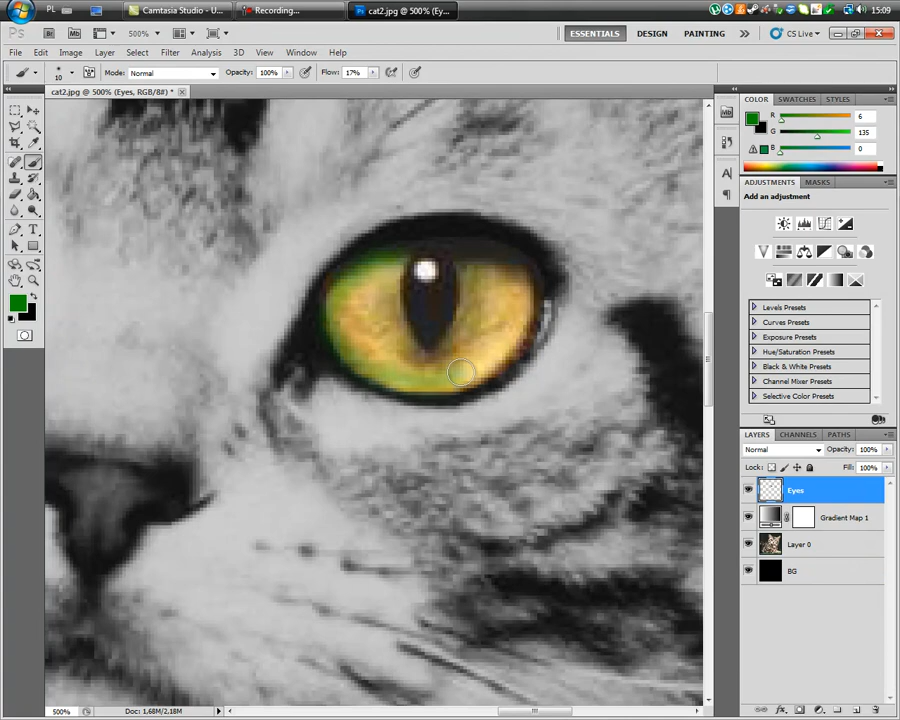 PL
Camtasia Studio - U...
Recording...
cat2.jpg @ 500% (Ey...
15:09
Ps
Br
Mb
500%
ESSENTIALS
DESIGN
PAINTING
CS Live
File
Edit
Image
Layer
Select
Filter
Analysis
3D
View
Window
Help
10
Mode:
Normal
Opacity:
100%
Flow:
17%
cat2.jpg @ 500% (Eyes, RGB/8#) *
COLOR
SWATCHES
STYLES
R
6
G
135
B
0
ADJUSTMENTS
MASKS
Add an adjustment
Levels Presets
Curves Presets
Exposure Presets
Hue/Saturation Presets
Black & White Presets
Channel Mixer Presets
Selective Color Presets
LAYERS
CHANNELS
PATHS
Normal
Opacity:
100%
Lock:
Fill:
100%
Eyes
Gradient Map 1
Layer 0
BG
500%
Doc: 1,68M/2,18M